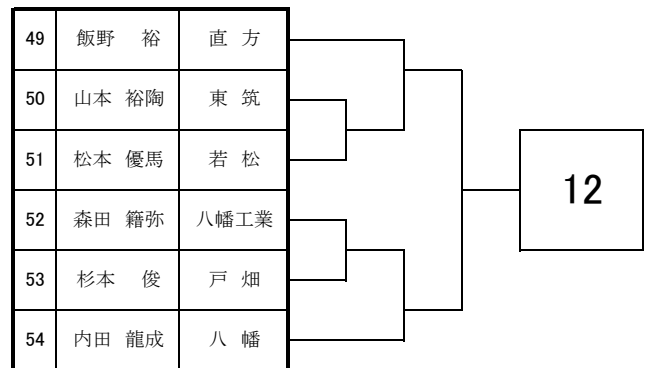 49 飯野 裕 直方
50 山本 裕陶 東筑
51 松本 優馬 若松
52 森田 籍弥 八幡工業
53 杉本 俊 戸畑
54 内田 龍成 八幡
12